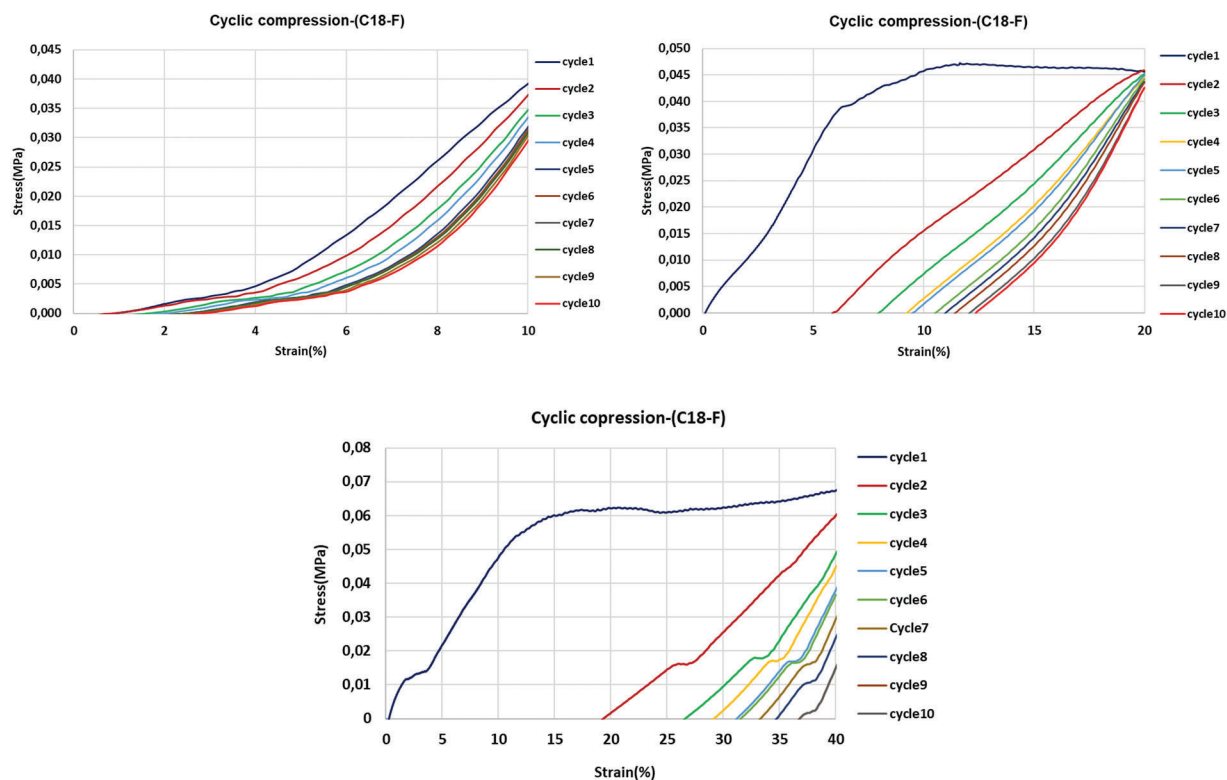 Cyclic compression-(C18-F)
0,045
0,040
0,035
0,030
0,025
0,020
0,015
0,010
0,005
0,000
Stress(MPa)
0
2
4
6
8
10
Strain(%)
cycle1
cycle2
cycle3
cycle4
cycle5
cycle6
cycle7
cycle8
cycle9
cycle10
Cyclic compression-(C18-F)
0,050
0,045
0,040
0,035
0,030
0,025
0,020
0,015
0,010
0,005
0,000
Stress(MPa)
0
5
10
15
20
Strain(%)
cycle1
cycle2
cycle3
cycle4
cycle5
cycle6
cycle7
cycle8
cycle9
cycle10
Cyclic copression-(C18-F)
0,08
0,07
0,06
0,05
0,04
0,03
0,02
0,01
0
Stress(MPa)
0
5
10
15
20
25
30
35
40
Strain(%)
cycle1
cycle2
cycle3
cycle4
cycle5
cycle6
Cycle7
cycle8
cycle9
cycle10